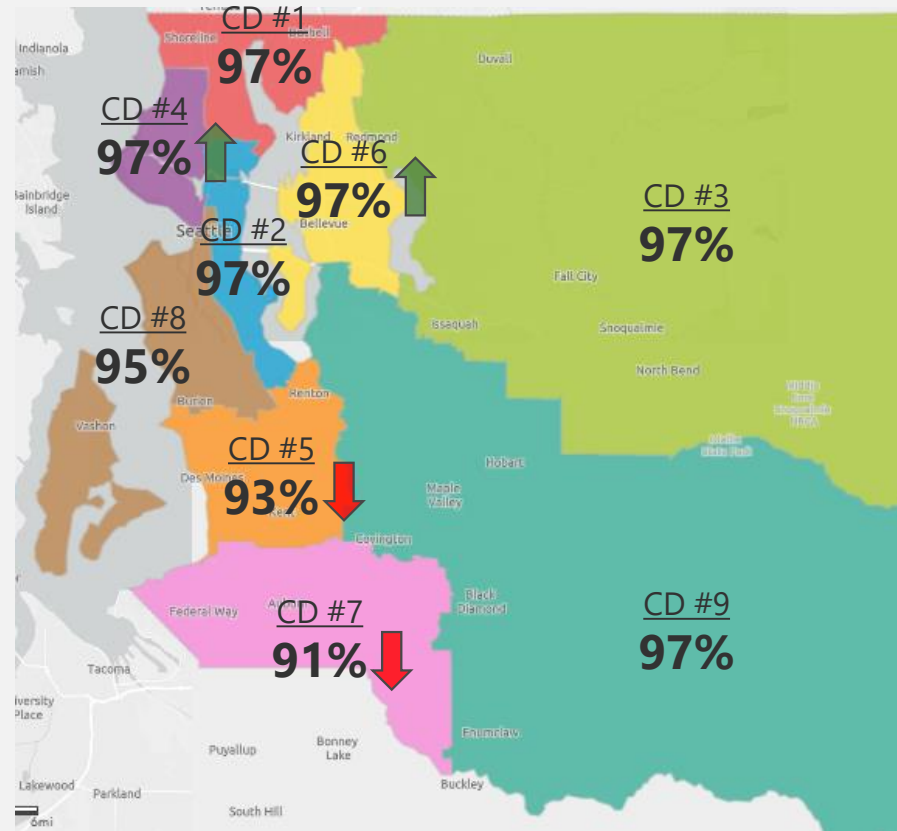 CD #1
Shoreline
Indianola
97%
Duvall
CD #4
97%
Kirkland
Redmond
CD #6
97%
Bainbridge
Island
CD #3
97%
Bellevue
Seattle
CD #2
97%
Fall City
CD #8
95%
Issaquah
Snoqualmie
North Bend
Burien
Renton
Vashon
CD #5
93%
Des Moines
Kent
Hobart
Maple
Valley
Covington
Black
Diamond
Federal Way
Auburn
CD #7
91%
CD #9
97%
Tacoma
iversity
Place
Enumclaw
Puyallup
Bonney
Lake
Buckley
Lakewood
Parkland
South Hill
6mi